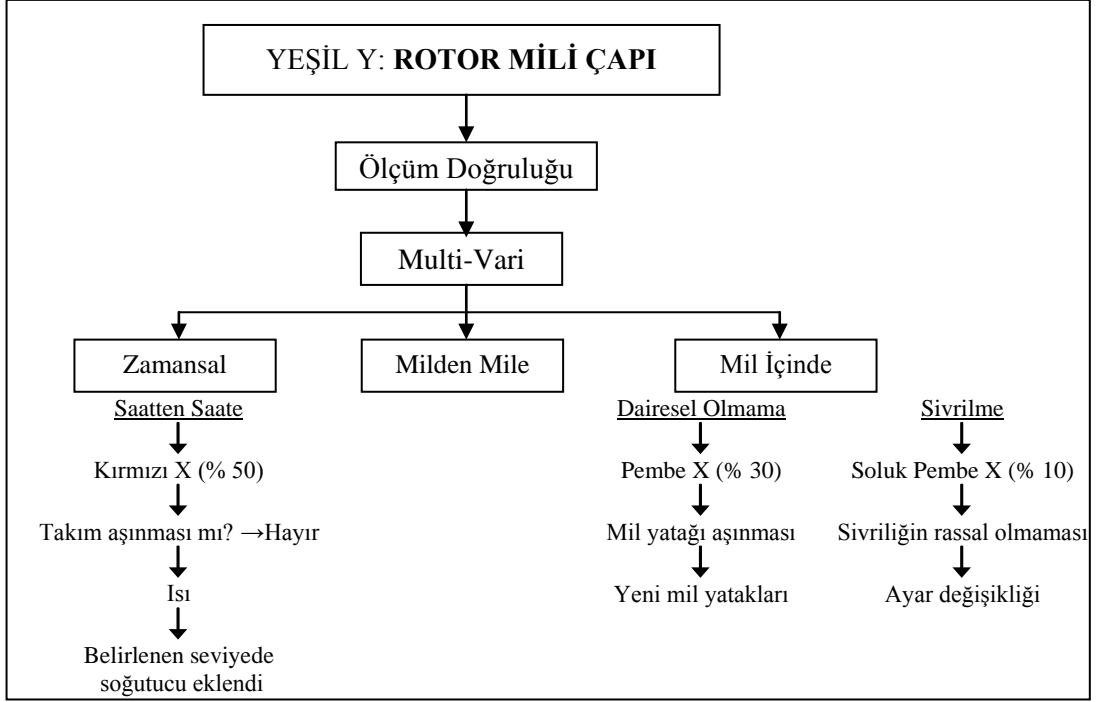 YEŞİL Y: ROTOR MİLİ ÇAPI
Ölçüm Doğruluğu
Multi-Vari
Zamansal
Milden Mile
Mil İçinde
Saatten Saate
Dairesel Olmama
Sivrilme
Kırmızı X (% 50)
Pembe X (% 30)
Soluk Pembe X (% 10)
Takım aşınması mı? →Hayır
Mil yatağı aşınması
Sivriliğin rassal olmaması
Isı
Yeni mil yatakları
Ayar değişikliği
Belirlenen seviyede
soğutucu eklendi